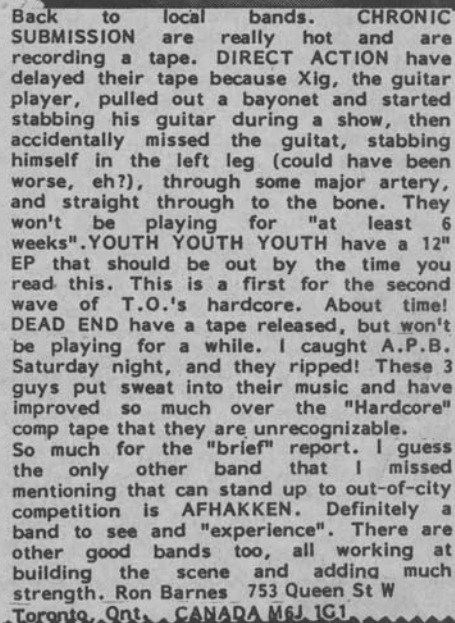 Back to local bands. CHRONIC
SUBMISSION are really hot and are
recording a tape. DIRECT ACTION have
delayed their tape because Xig, the guitar
player, pulled out a bayonet and started
stabbing his guitar during a show, then
accidentally missed the guitat, stabbing
himself in the left leg (could have been
worse, eh?), through some major artery,
and straight through to the bone. They
won't be playing for "at least 6
weeks".YOUTH YOUTH YOUTH have a 12"
EP that should be out by the time you
read this. This is a first for the second
wave of T.O.'s hardcore. About time!
DEAD END have a tape released, but won't
be playing for a while. I caught A.P.B.
Saturday night, and they ripped! These 3
guys put sweat into their music and have
improved so much over the "Hardcore"
comp tape that they are unrecognizable.
So much for the "brief" report. I guess
the only other band that I missed
mentioning that can stand up to out-of-city
competition is AFHAKKEN. Definitely a
band to see and "experience". There are
other good bands too, all working at
building the scene and adding much
strength. Ron Barnes 753 Queen St W
Toronto, Ont. CANADA M6J 1G1